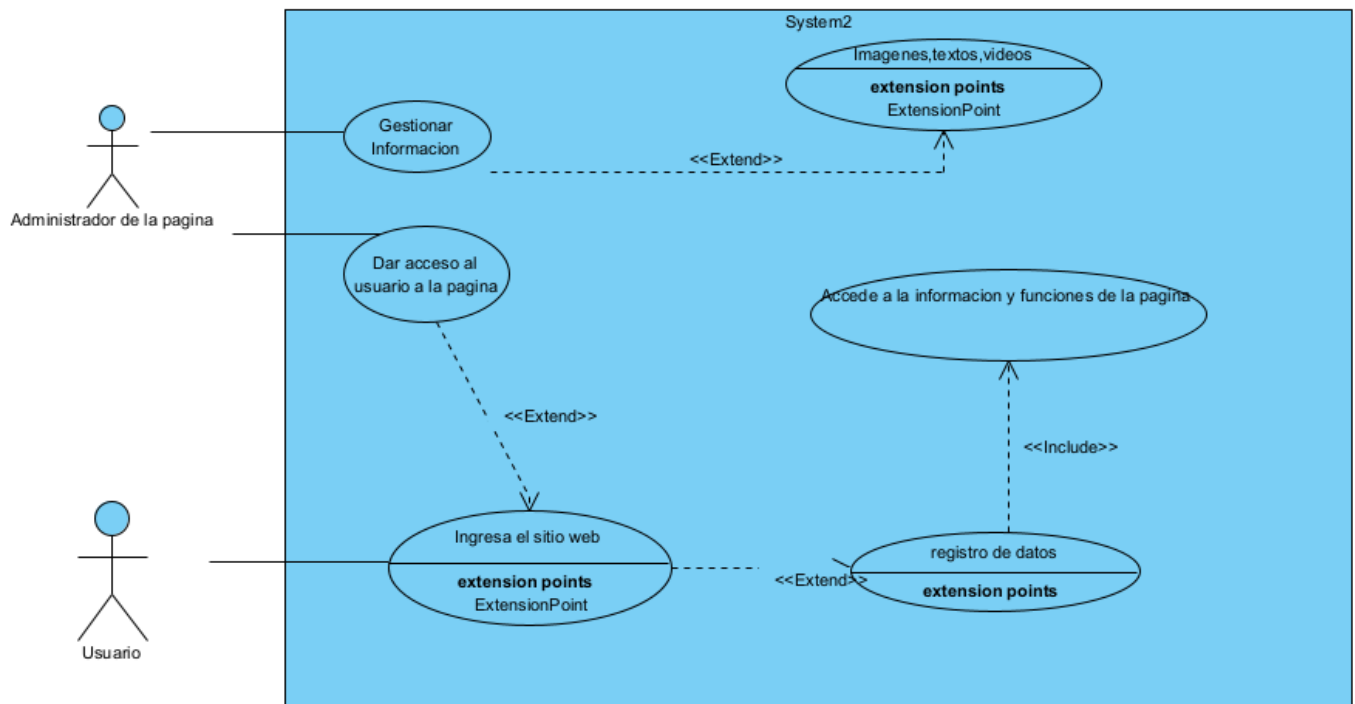 System2
Imagenes,textos,videos
extension points
ExtensionPoint
Gestionar
Informacion
<<Extend>>
Administrador de la pagina
Dar acceso al
usuario a la pagina
Accede a la informacion y funciones de la pagina
<<Extend>>
<<Include>>
Ingresa el sitio web
extension points
ExtensionPoint
<<Extend>>
registro de datos
extension points
Usuario